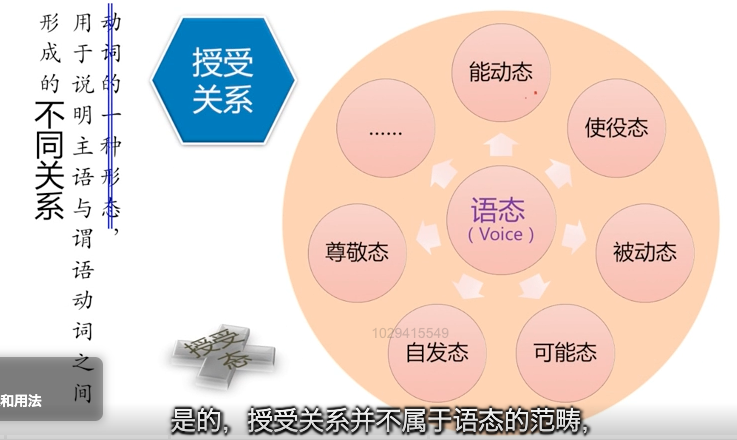 动词的一种形态，
用于说明主语与谓语动词之间
形成的不同关系
授受
关系
能动态
使役态
被动态
可能态
自发态
尊敬态
……
语态
（Voice）
授受
态
1029415549
和用法
是的，授受关系并不属于语态的范畴，